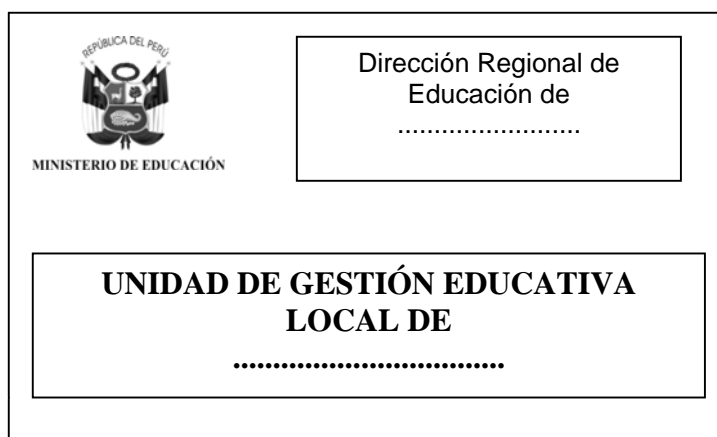 REPÚBLICA DEL PERÚ
MINISTERIO DE EDUCACIÓN
Dirección Regional de
Educación de
.........................
UNIDAD DE GESTIÓN EDUCATIVA
LOCAL DE
..................................